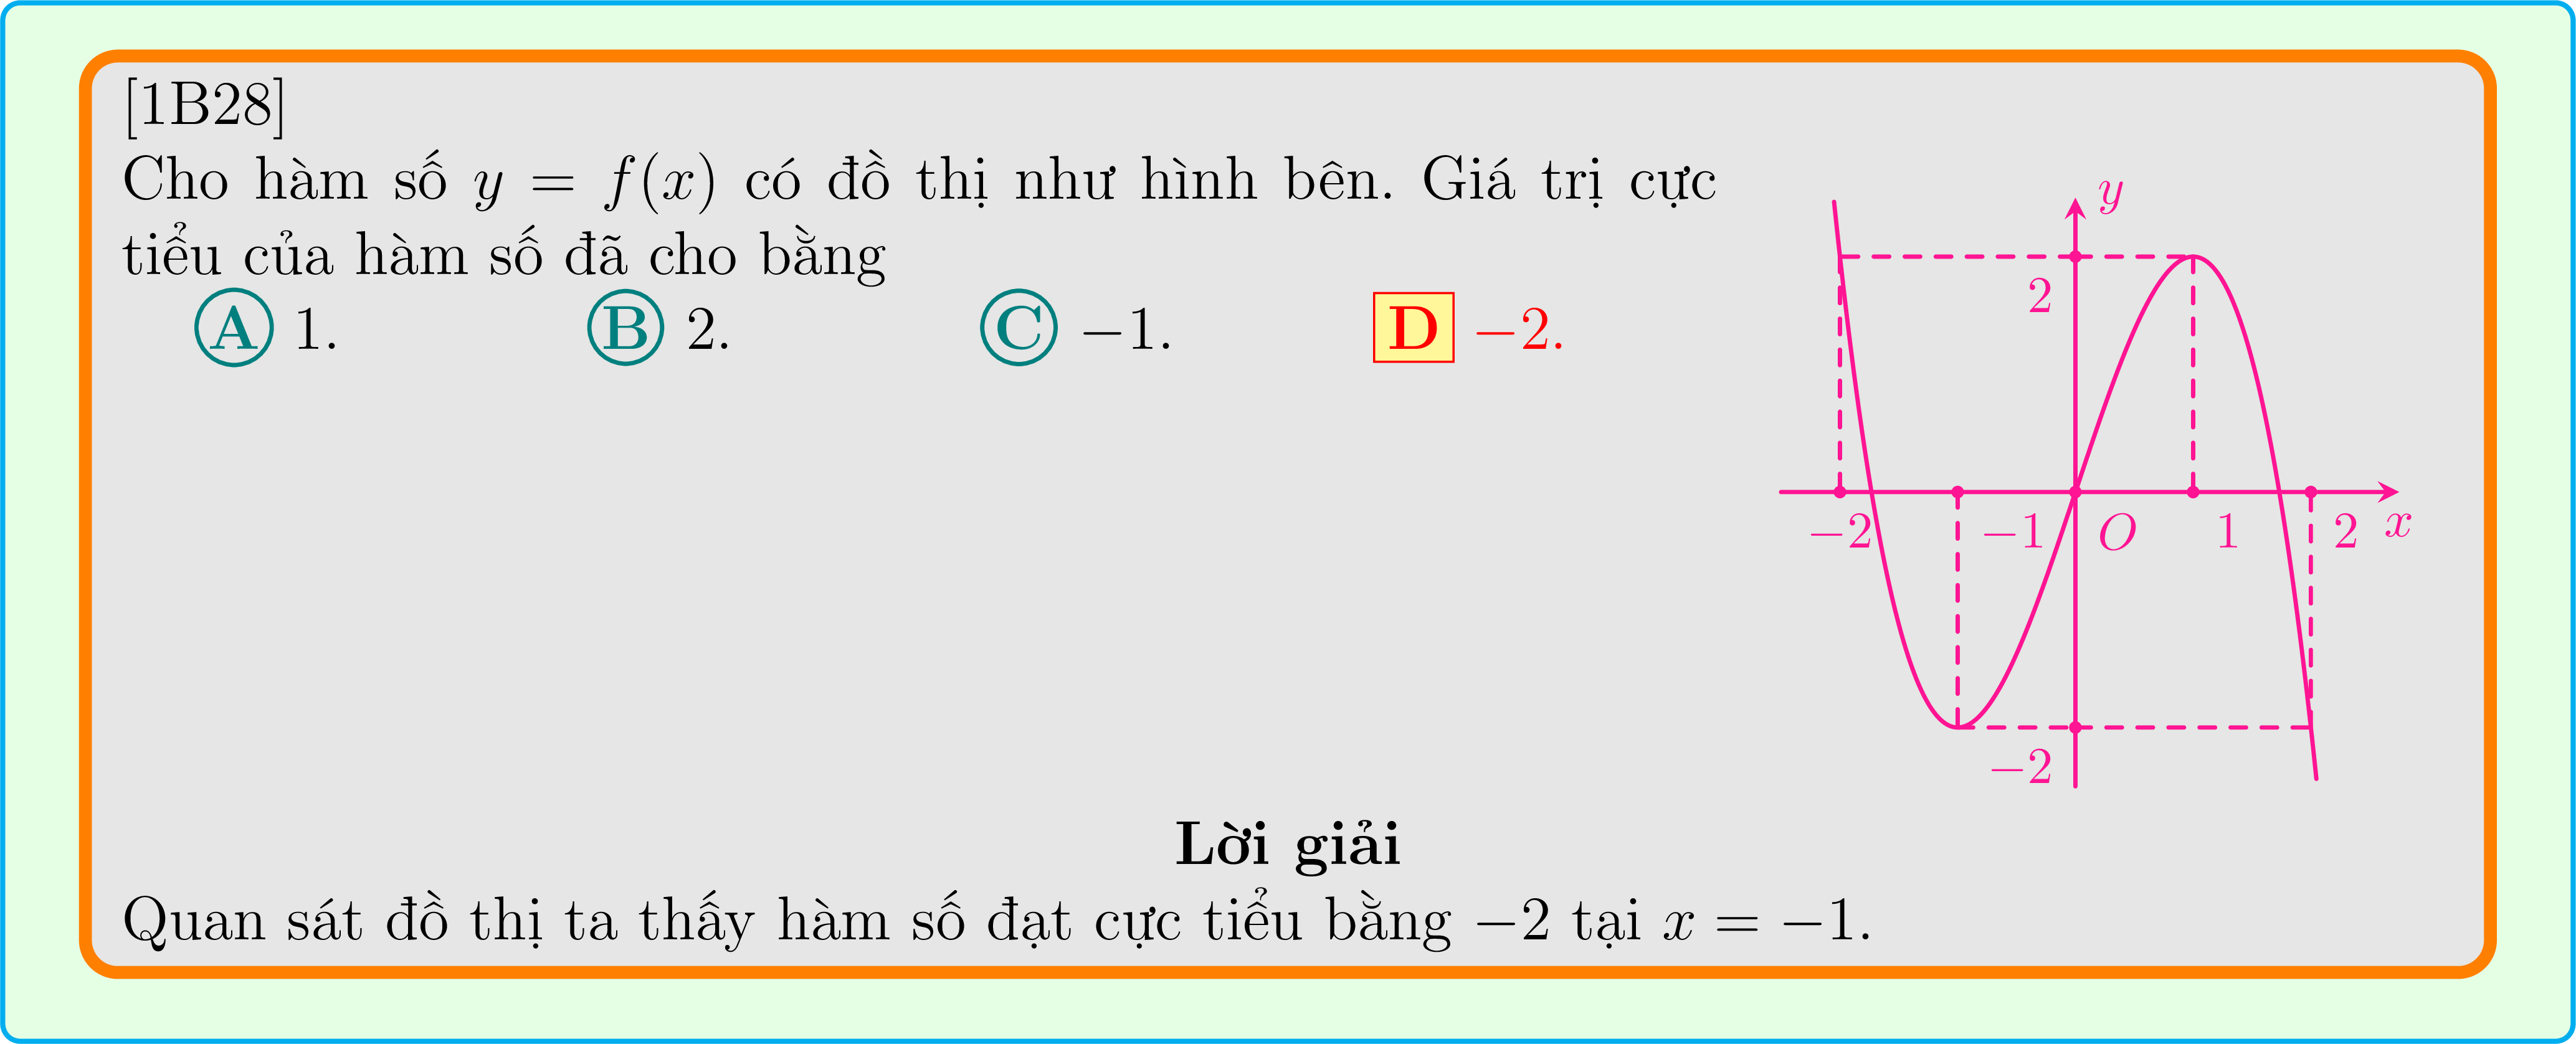 [1B28]
Cho hàm số y = f(x) có đồ thị như hình bên. Giá trị cực
tiểu của hàm số đã cho bằng
A 1. B 2. C −1. D −2.
y
2
−2 −1 O 1 2 x
−2
Lời giải
Quan sát đồ thị ta thấy hàm số đạt cực tiểu bằng −2 tại x = −1.